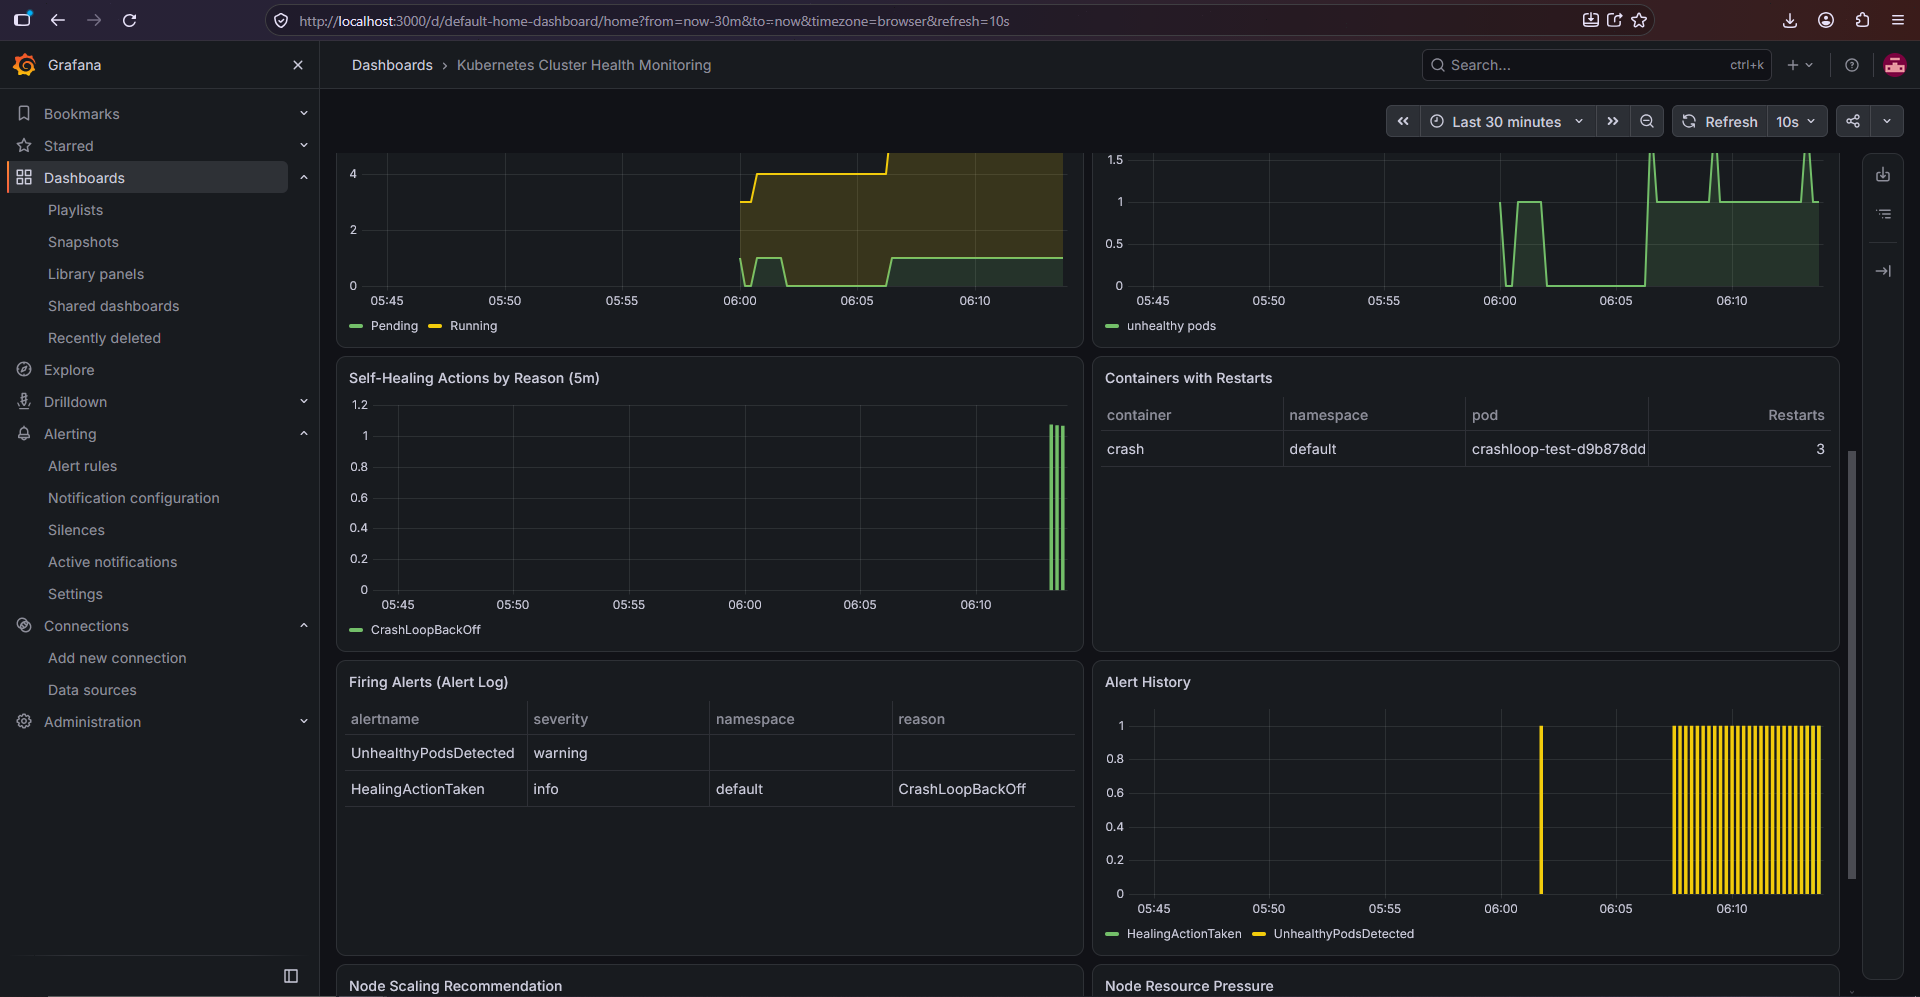 http://localhost:3000/d/default-home-dashboard/home?from=now-30m&to=now&timezone=browser&refresh=10s
Grafana
Dashboards › Kubernetes Cluster Health Monitoring
Search... ctrl+k
Bookmarks
Starred
Dashboards
Playlists
Snapshots
Library panels
Shared dashboards
Recently deleted
Explore
Drilldown
Alerting
Alert rules
Notification configuration
Silences
Active notifications
Settings
Connections
Add new connection
Data sources
Administration
Last 30 minutes
Refresh 10s
4
2
0
05:45 05:50 05:55 06:00 06:05 06:10
Pending Running
1.5
1
0.5
0
05:45 05:50 05:55 06:00 06:05 06:10
unhealthy pods
Self-Healing Actions by Reason (5m)
1.2
1
0.8
0.6
0.4
0.2
0
05:45 05:50 05:55 06:00 06:05 06:10
CrashLoopBackOff
Containers with Restarts
container namespace pod Restarts
crash default crashloop-test-d9b878dd 3
Firing Alerts (Alert Log)
alertname severity namespace reason
UnhealthyPodsDetected warning
HealingActionTaken info default CrashLoopBackOff
Alert History
1
0.8
0.6
0.4
0.2
0
05:45 05:50 05:55 06:00 06:05 06:10
HealingActionTaken UnhealthyPodsDetected
Node Scaling Recommendation
Node Resource Pressure